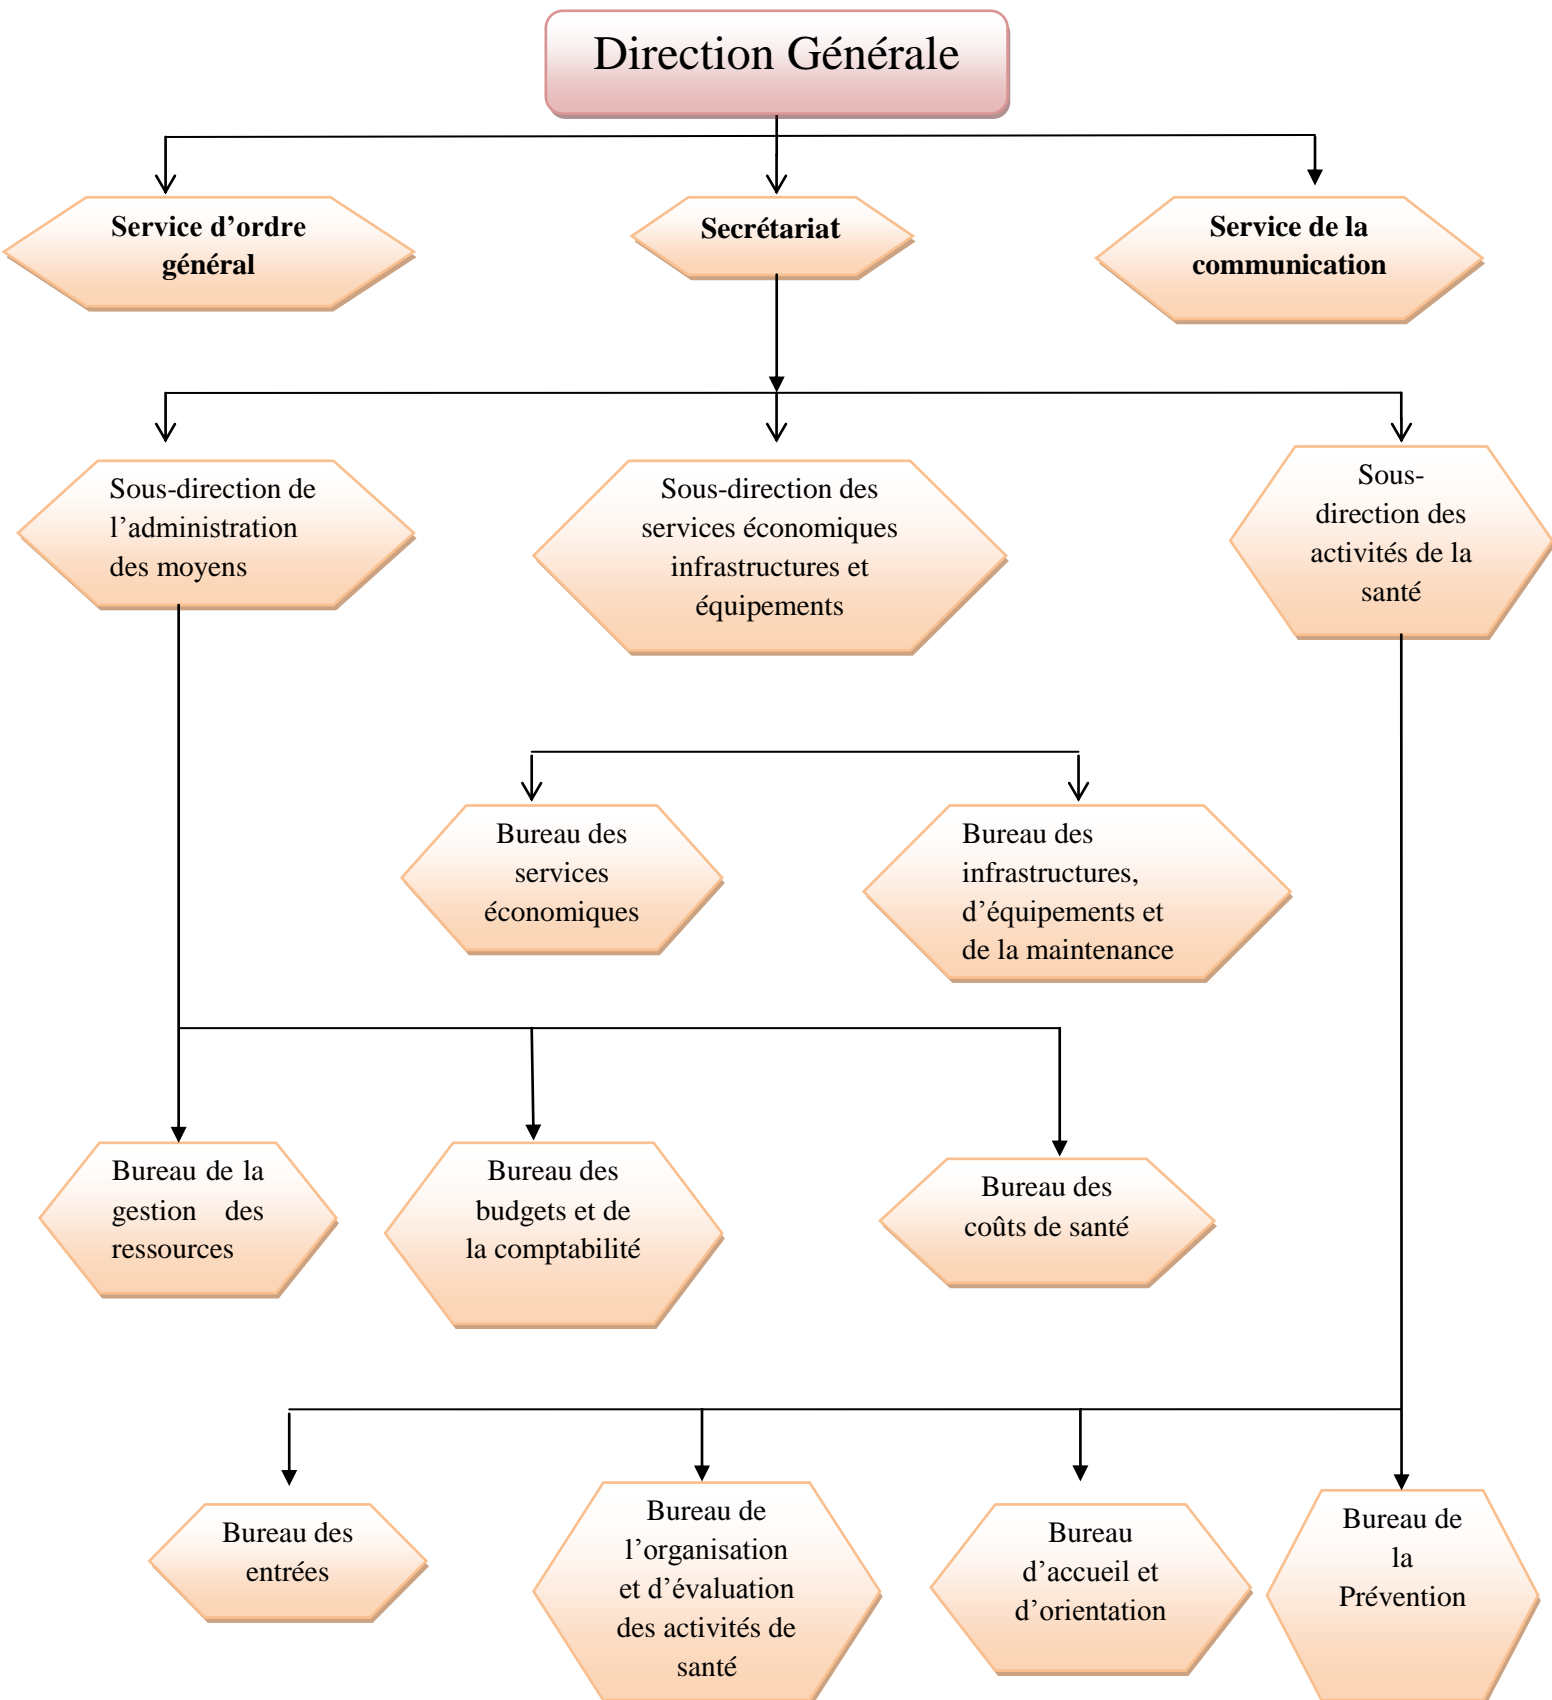 Direction Générale
Service d’ordre
général
Secrétariat
Service de la
communication
Sous-direction de
l’administration
des moyens
Sous-direction des
services économiques
infrastructures et
équipements
Sous-
direction des
activités de la
santé
Bureau des
services
économiques
Bureau des
infrastructures,
d’équipements et
de la maintenance
Bureau de la
gestion des
ressources
Bureau des
budgets et de
la comptabilité
Bureau des
coûts de santé
Bureau des
entrées
Bureau de
l’organisation
et d’évaluation
des activités de
santé
Bureau
d’accueil et
d’orientation
Bureau de
la
Prévention